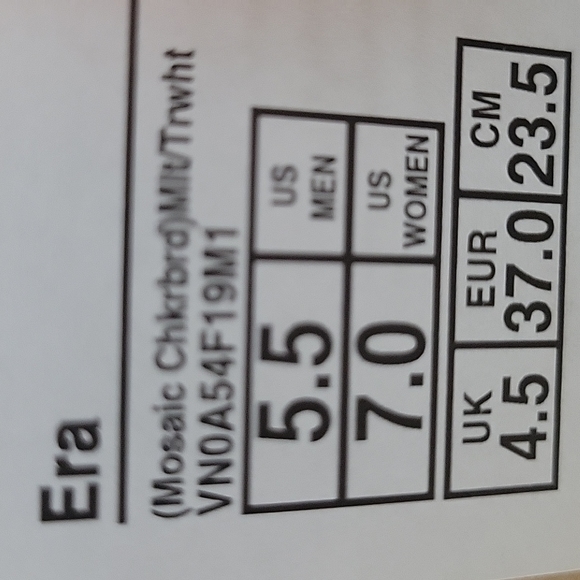 Era
(Mosaic Chkrbrd)Mlt/Trwht
VN0A54F19M1
5.5 US MEN
7.0 US WOMEN
UK EUR CM
4.5 37.0 23.5